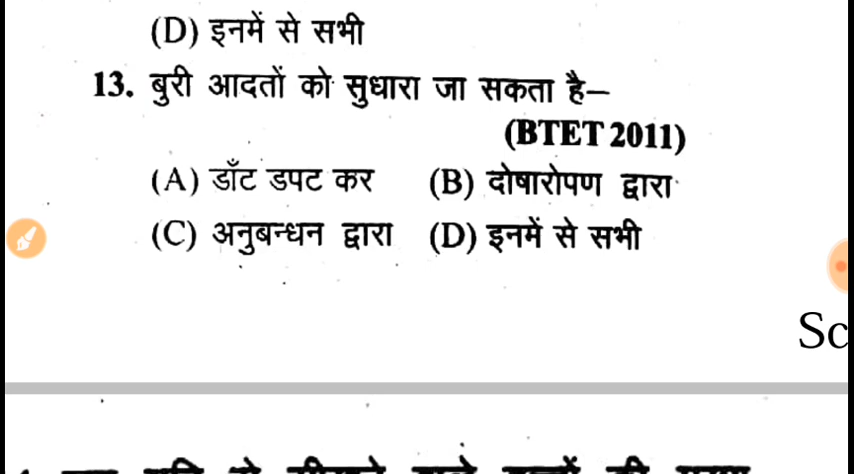 (D) इनमें से सभी
13. बुरी आदतों को सुधारा जा सकता है–
(BTET 2011)
(A) डाँट डपट कर (B) दोषारोपण द्वारा
(C) अनुबन्धन द्वारा (D) इनमें से सभी
Sc